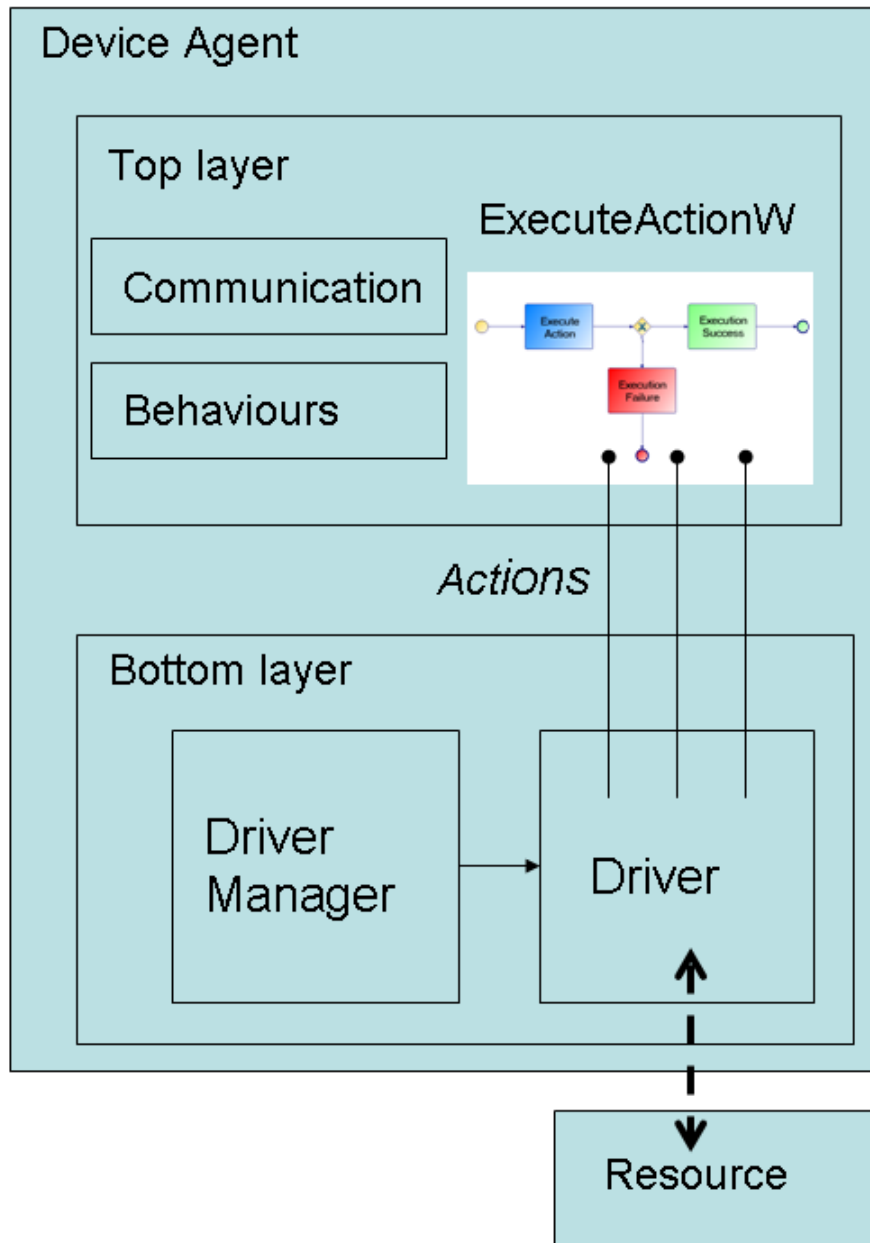 Device Agent
Top layer
ExecuteActionW
Communication
Behaviours
Execute
Action
Execution
Success
Execution
Failure
Actions
Bottom layer
Driver
Manager
Driver
Resource